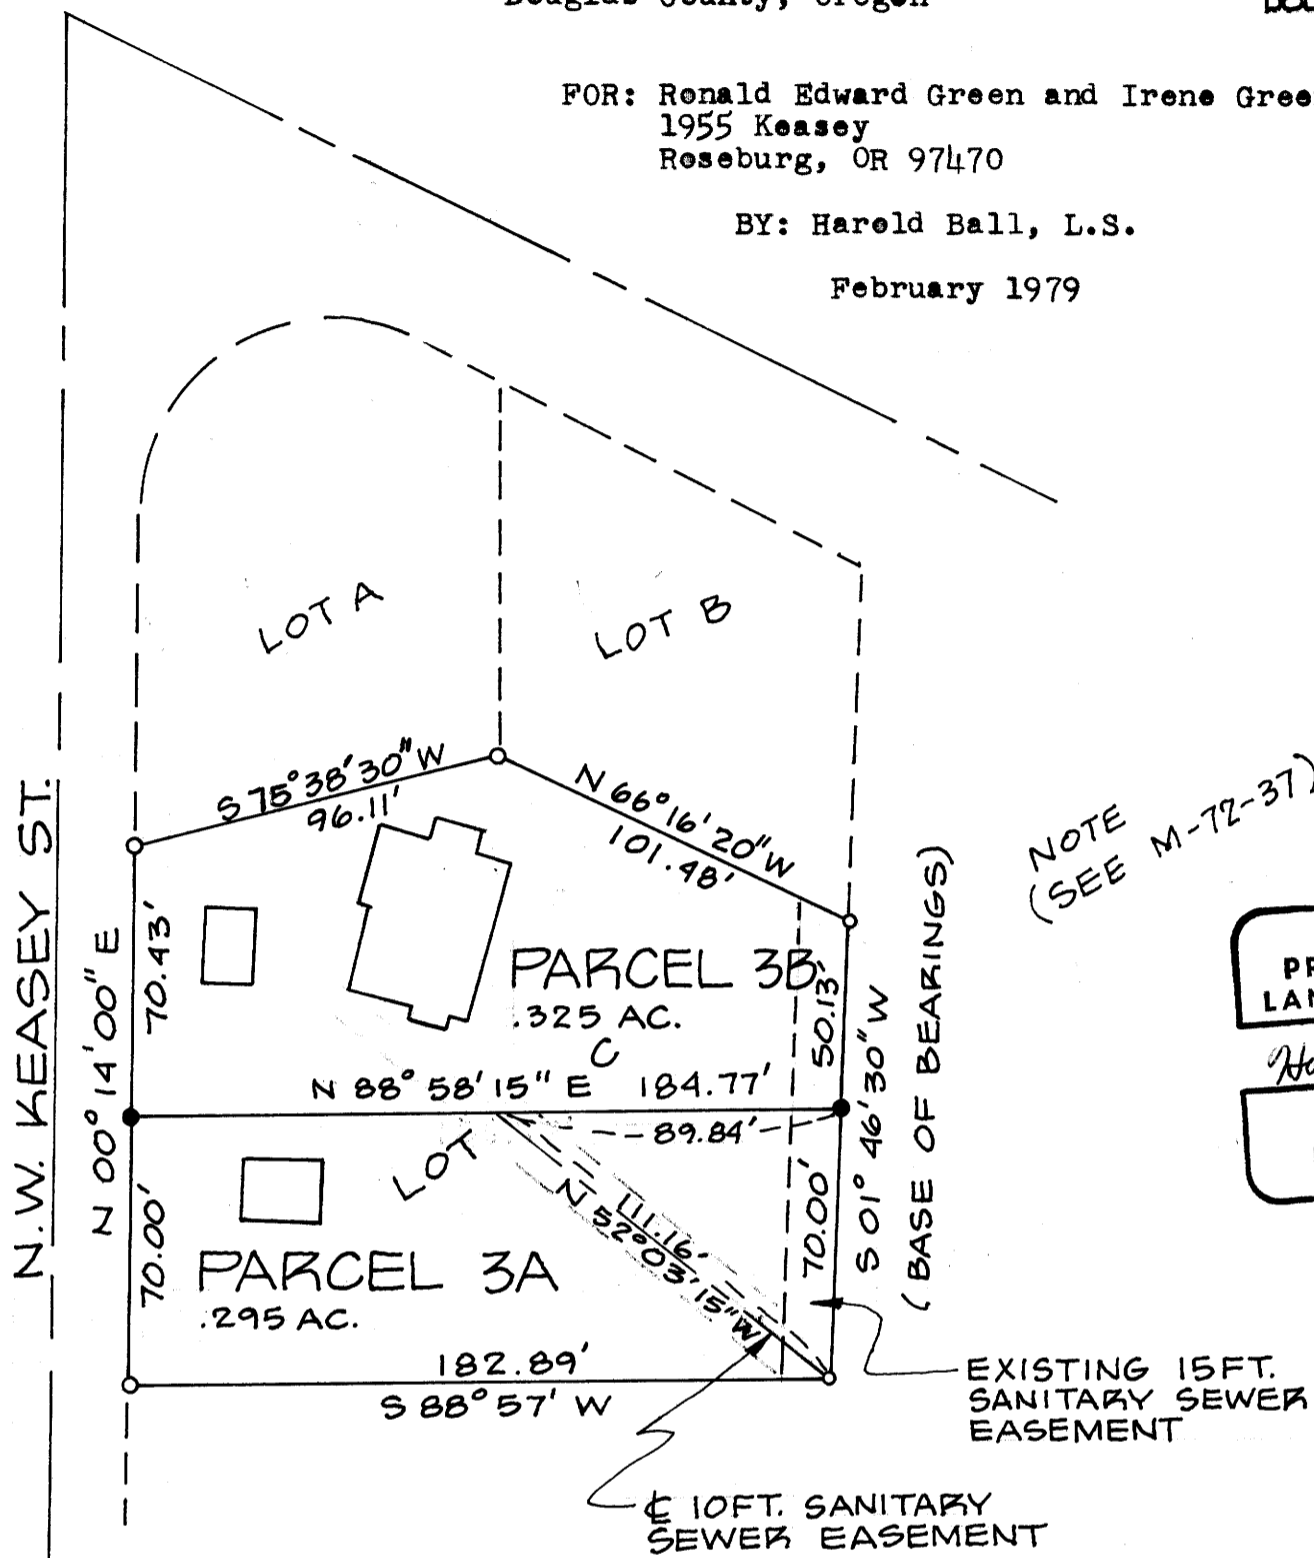 Douglas County, Oregon
FOR: Ronald Edward Green and Irene Gree
1955 Keasey
Roseburg, OR 97470
BY: Harold Ball, L.S.
February 1979
LOT A
LOT B
S 75° 38' 30" W
96.11'
N 66° 16' 20" W
101.48'
NOTE
(SEE M-72-37)
N.W. KEASEY ST.
N 00° 14' 00" E
70.43'
PARCEL 3B
.325 AC.
50.13'
S 01° 46' 30" W
(BASE OF BEARINGS)
LOT C
N 88° 58' 15" E 184.77'
89.84'
111.16'
N 52° 03' 15" W
70.00'
70.00'
PARCEL 3A
.295 AC.
182.89'
S 88° 57' W
EXISTING 15FT.
SANITARY SEWER
EASEMENT
℄ 10FT. SANITARY
SEWER EASEMENT
LAN